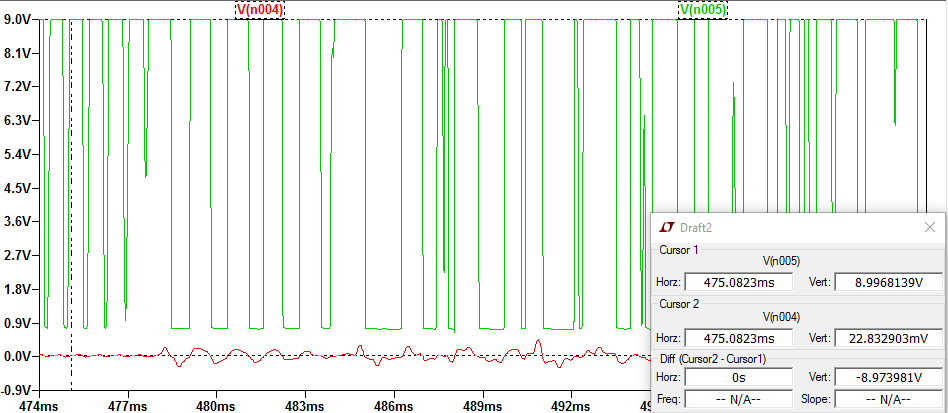 V(n004) V(n005)
9.0V
8.1V
7.2V
6.3V
5.4V
4.5V
3.6V
2.7V
1.8V
0.9V
0.0V
-0.9V
474ms 477ms 480ms 483ms 486ms 489ms 492ms 49
Draft2
Cursor 1
V(n005)
Horz: 475.0823ms Vert: 8.9968139V
Cursor 2
V(n004)
Horz: 475.0823ms Vert: 22.832903mV
Diff (Cursor2 - Cursor1)
Horz: 0s Vert: -8.973981V
Freq: -- N/A-- Slope: -- N/A--